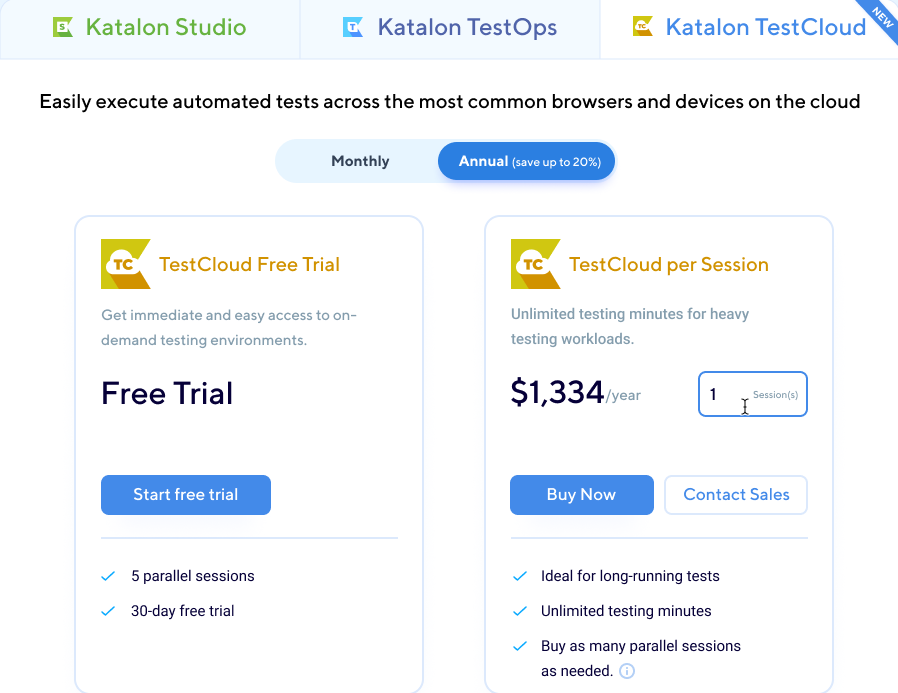 Katalon Studio
Katalon TestOps
Katalon TestCloud
NEW
Easily execute automated tests across the most common browsers and devices on the cloud
Monthly
Annual (save up to 20%)
TC
TestCloud Free Trial
Get immediate and easy access to on-
demand testing environments.
Free Trial
Start free trial
5 parallel sessions
30-day free trial
TC
TestCloud per Session
Unlimited testing minutes for heavy
testing workloads.
$1,334/year
1 Session(s)
Buy Now
Contact Sales
Ideal for long-running tests
Unlimited testing minutes
Buy as many parallel sessions
as needed.